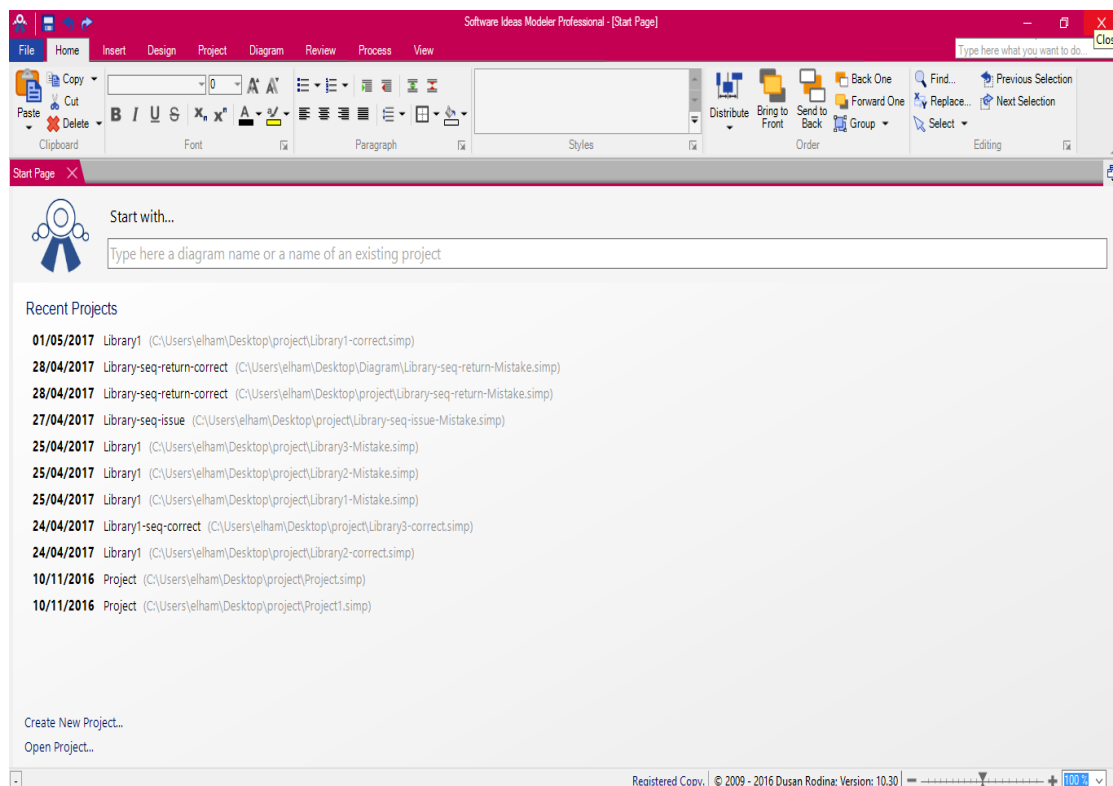 Software Ideas Modeler Professional - [Start Page]
Clos
File Home Insert Design Project Diagram Review Process View Type here what you want to do...
Paste Copy Cut Delete
Clipboard
0
B I U S X, x" A
Font
Paragraph
Styles
Distribute Bring to Front Send to Back Back One Forward One Group
Order
Find... Replace... Select Previous Selection Next Selection
Editing
Start Page
Start with...
Type here a diagram name or a name of an existing project
Recent Projects
01/05/2017 Library1 (C:\Users\elham\Desktop\project\Library1-correct.simp)
28/04/2017 Library-seq-return-correct (C:\Users\elham\Desktop\Diagram\Library-seq-return-Mistake.simp)
28/04/2017 Library-seq-return-correct (C:\Users\elham\Desktop\project\Library-seq-return-Mistake.simp)
27/04/2017 Library-seq-issue (C:\Users\elham\Desktop\project\Library-seq-issue-Mistake.simp)
25/04/2017 Library1 (C:\Users\elham\Desktop\project\Library3-Mistake.simp)
25/04/2017 Library1 (C:\Users\elham\Desktop\project\Library2-Mistake.simp)
25/04/2017 Library1 (C:\Users\elham\Desktop\project\Library1-Mistake.simp)
24/04/2017 Library1-seq-correct (C:\Users\elham\Desktop\project\Library3-correct.simp)
24/04/2017 Library1 (C:\Users\elham\Desktop\project\Library2-correct.simp)
10/11/2016 Project (C:\Users\elham\Desktop\project\Project.simp)
10/11/2016 Project (C:\Users\elham\Desktop\project\Project1.simp)
Create New Project...
Open Project...
Registered Copy. © 2009 - 2016 Dusan Rodina; Version: 10.30 100 %